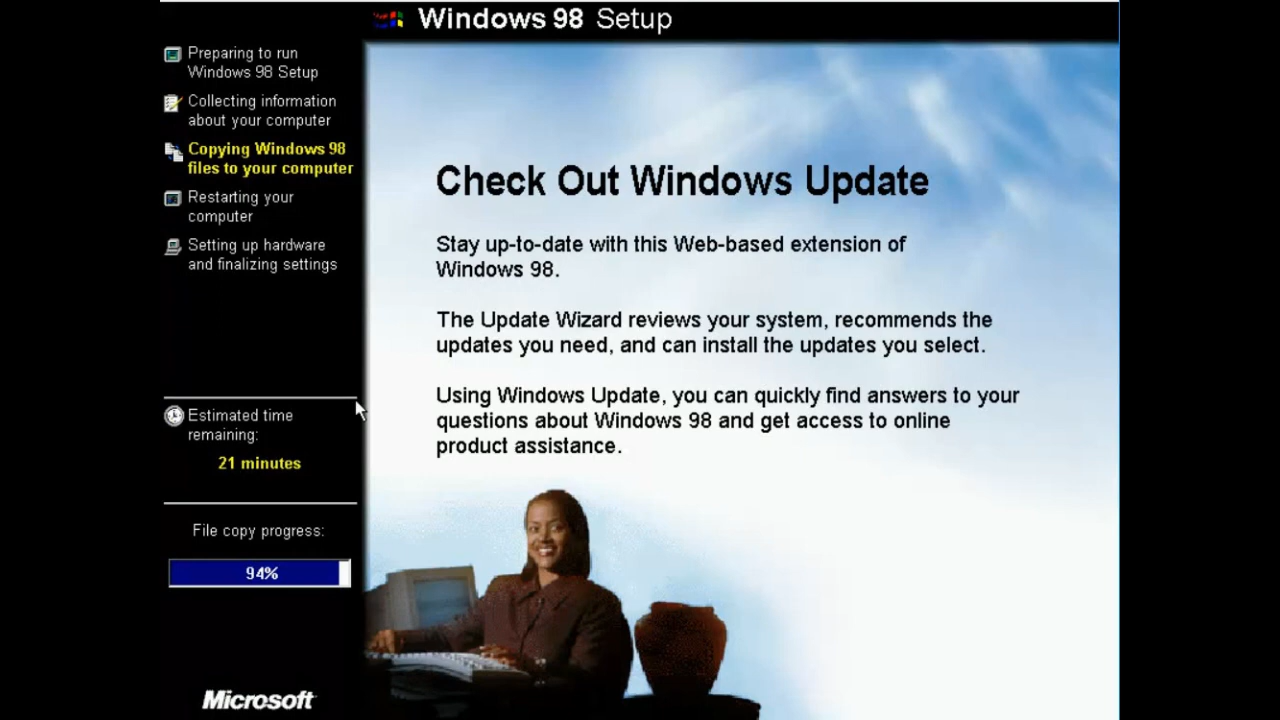 Windows 98 Setup
Preparing to run
Windows 98 Setup
Collecting information
about your computer
Copying Windows 98
files to your computer
Restarting your
computer
Setting up hardware
and finalizing settings
Estimated time
remaining:
21 minutes
File copy progress:
94%
Microsoft
Check Out Windows Update
Stay up-to-date with this Web-based extension of
Windows 98.
The Update Wizard reviews your system, recommends the
updates you need, and can install the updates you select.
Using Windows Update, you can quickly find answers to your
questions about Windows 98 and get access to online
product assistance.